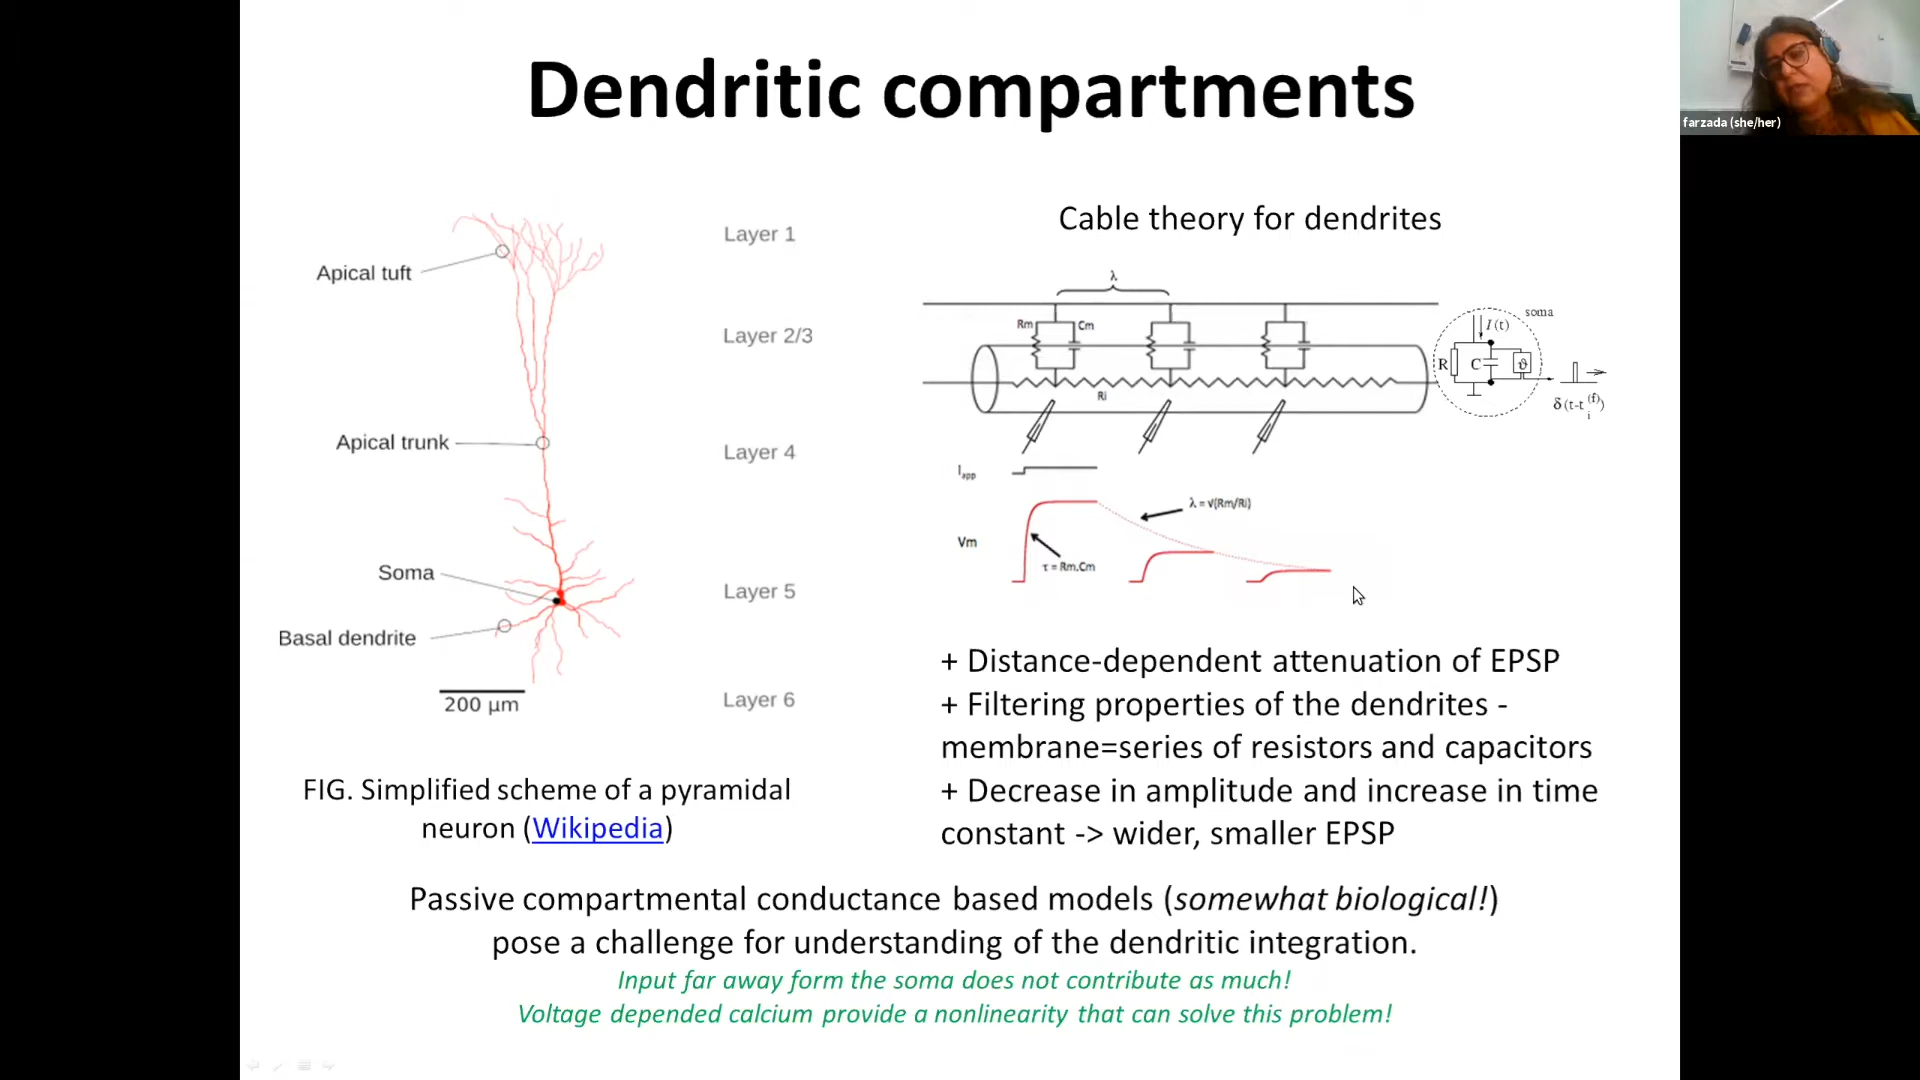 Dendritic compartments
farzada (she/her)
Apical tuft
Apical trunk
Soma
Basal dendrite
200 µm
Layer 1
Layer 2/3
Layer 4
Layer 5
Layer 6
FIG. Simplified scheme of a pyramidal
neuron (Wikipedia)
Cable theory for dendrites
λ
Rm
Cm
Ri
soma
I(t)
R
C
ϑ
δ(t-t i (f))
Iapp
Vm
λ = √(Rm/Ri)
τ = Rm.Cm
+ Distance-dependent attenuation of EPSP
+ Filtering properties of the dendrites -
membrane=series of resistors and capacitors
+ Decrease in amplitude and increase in time
constant -> wider, smaller EPSP
Passive compartmental conductance based models (somewhat biological!)
pose a challenge for understanding of the dendritic integration.
Input far away form the soma does not contribute as much!
Voltage depended calcium provide a nonlinearity that can solve this problem!